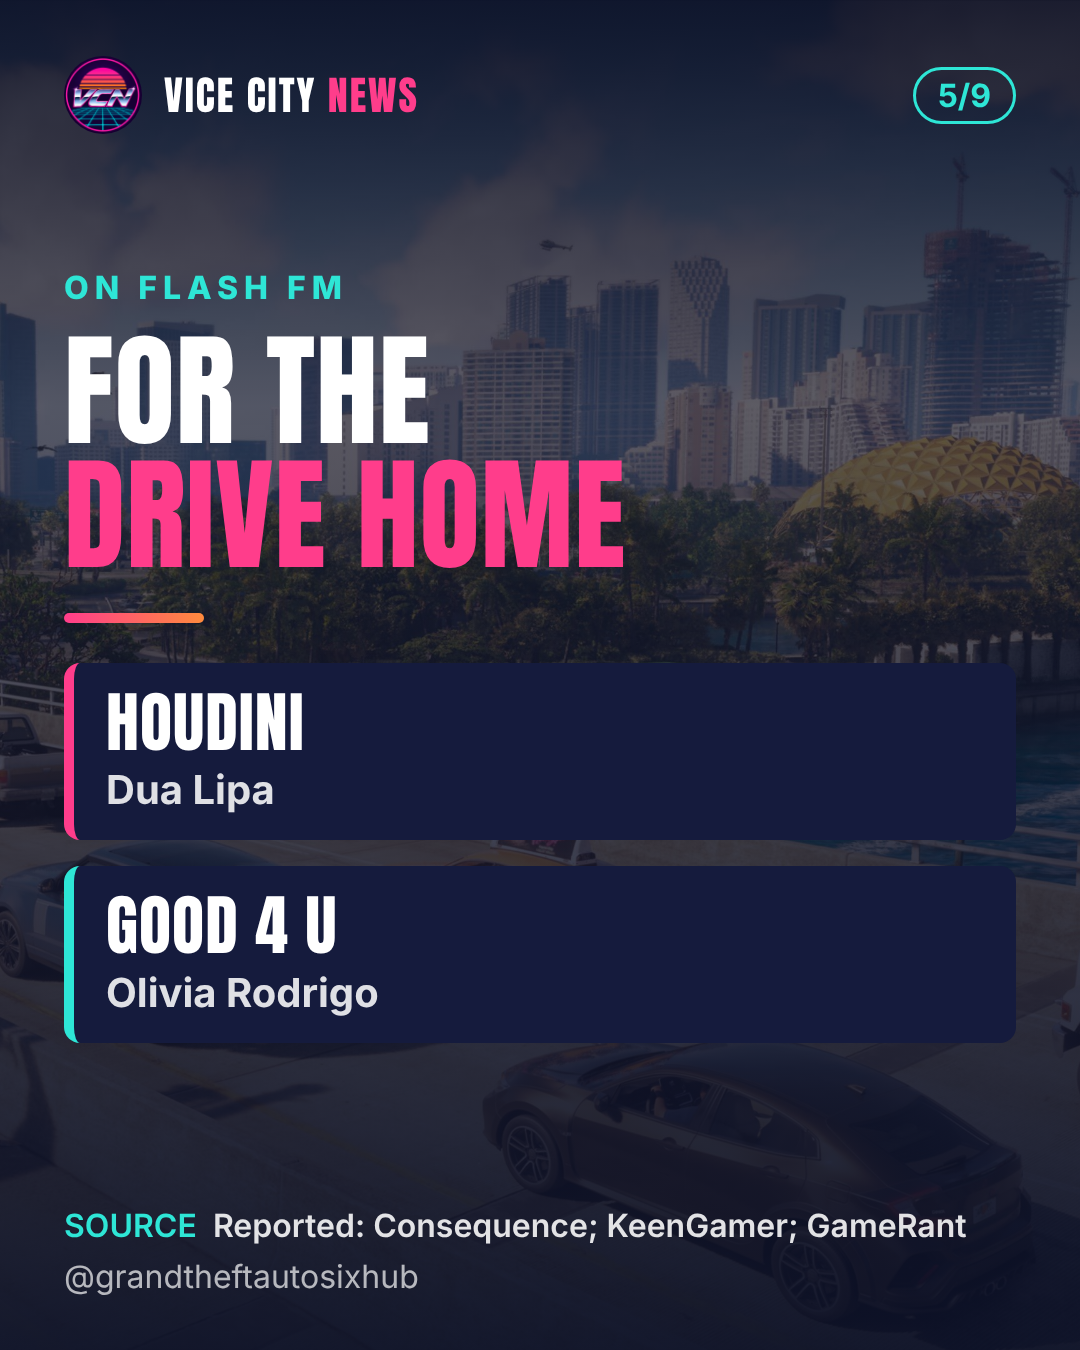 VCN
VICE CITY NEWS
5/9
ON FLASH FM
FOR THE
DRIVE HOME
HOUDINI
Dua Lipa
GOOD 4 U
Olivia Rodrigo
SOURCE Reported: Consequence; KeenGamer; GameRant
@grandtheftautosixhub